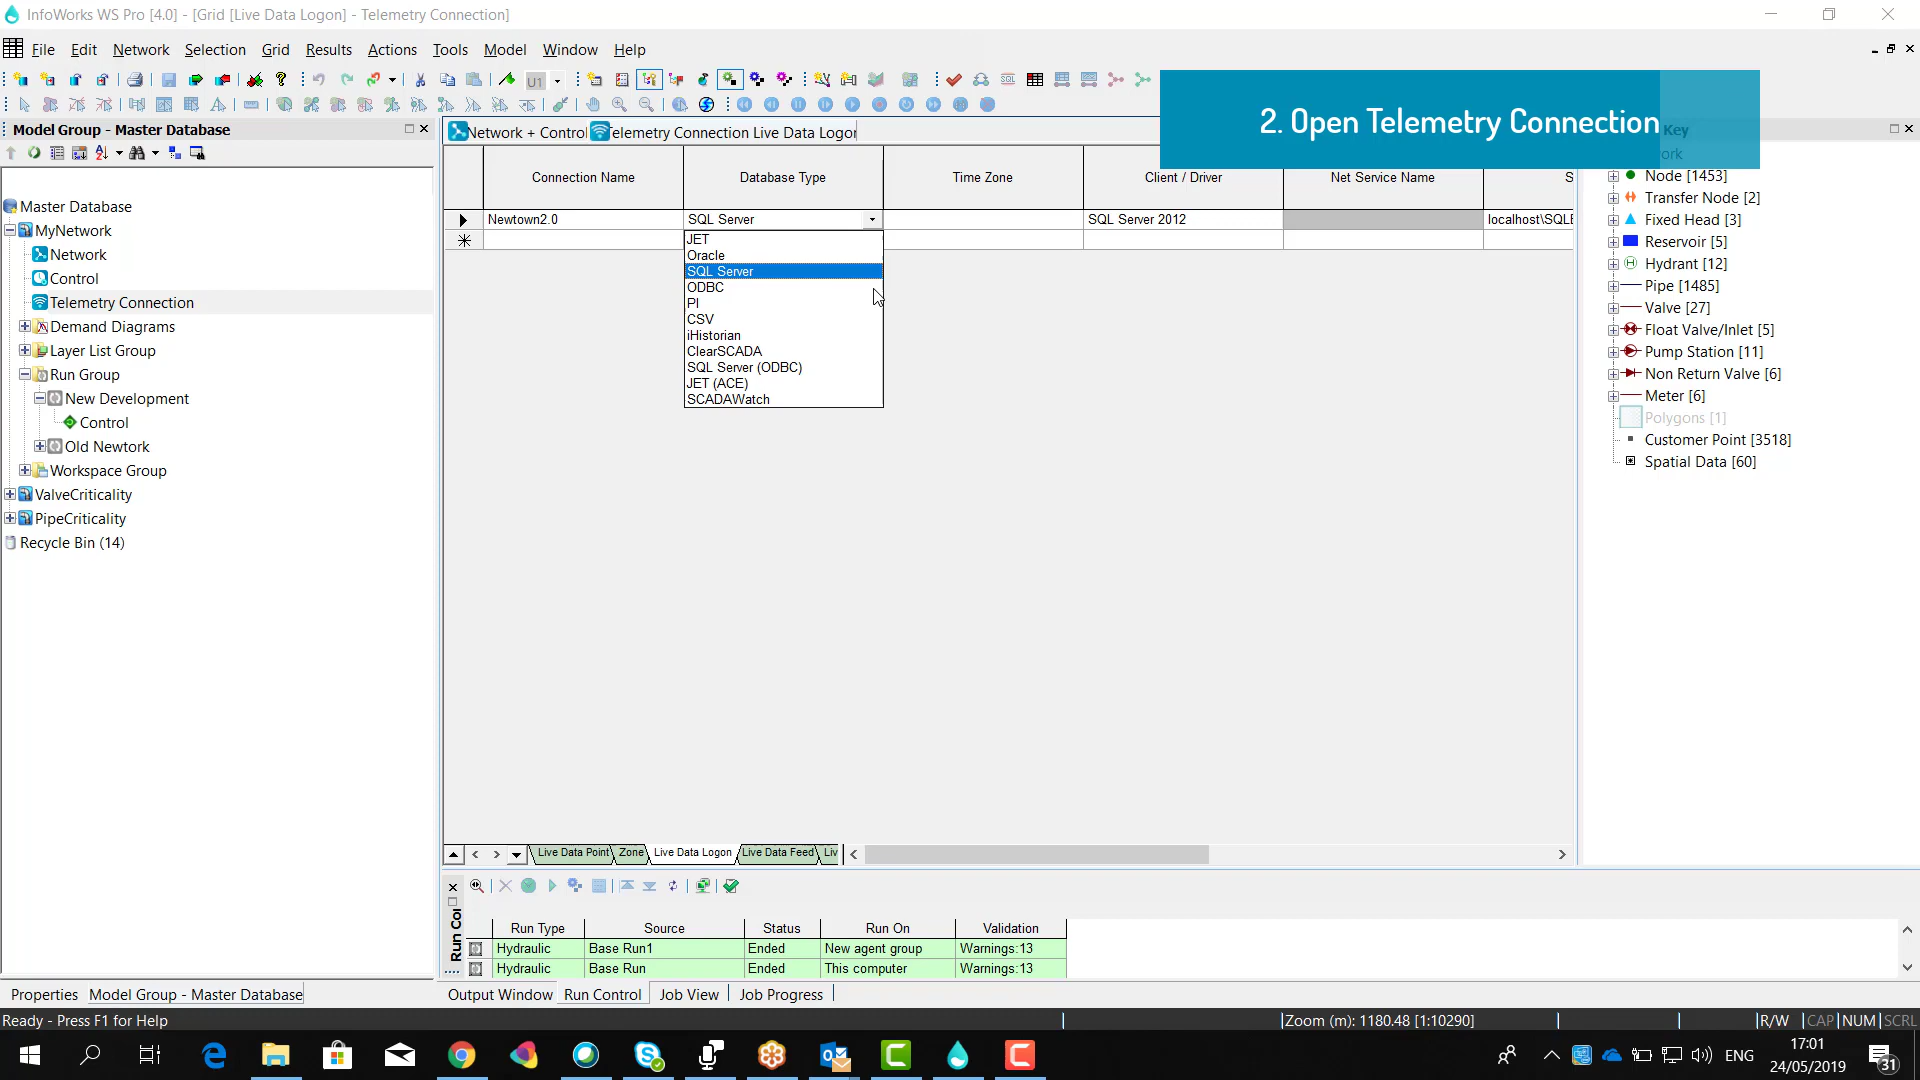 InfoWorks WS Pro [4.0] - [Grid [Live Data Logon] - Telemetry Connection]
File Edit Network Selection Grid Results Actions Tools Model Window Help
U1
SQL
2. Open Telemetry Connection
Key
Model Group - Master Database
Network + Control
elemetry Connection Live Data Logon
Connection Name Database Type Time Zone Client / Driver Net Service Name S
Newtown2.0 SQL Server SQL Server 2012 localhost\SQLE
JET
Oracle
SQL Server
ODBC
PI
CSV
iHistorian
ClearSCADA
SQL Server (ODBC)
JET (ACE)
SCADAWatch
Master Database
MyNetwork
Network
Control
Telemetry Connection
Demand Diagrams
Layer List Group
Run Group
New Development
Control
Old Newtork
Workspace Group
ValveCriticality
PipeCriticality
Recycle Bin (14)
ork
Node [1453]
Transfer Node [2]
Fixed Head [3]
Reservoir [5]
Hydrant [12]
Pipe [1485]
Valve [27]
Float Valve/Inlet [5]
Pump Station [11]
Non Return Valve [6]
Meter [6]
Polygons [1]
Customer Point [3518]
Spatial Data [60]
Live Data Point Zone Live Data Logon Live Data Feed Liv
Run Co
Run Type Source Status Run On Validation
Hydraulic Base Run1 Ended New agent group Warnings:13
Hydraulic Base Run Ended This computer Warnings:13
Properties Model Group - Master Database
Output Window Run Control Job View Job Progress
Ready - Press F1 for Help
Zoom (m): 1180.48 [1:10290]
R/W CAP NUM SCRL
ENG
17:01
24/05/2019
31